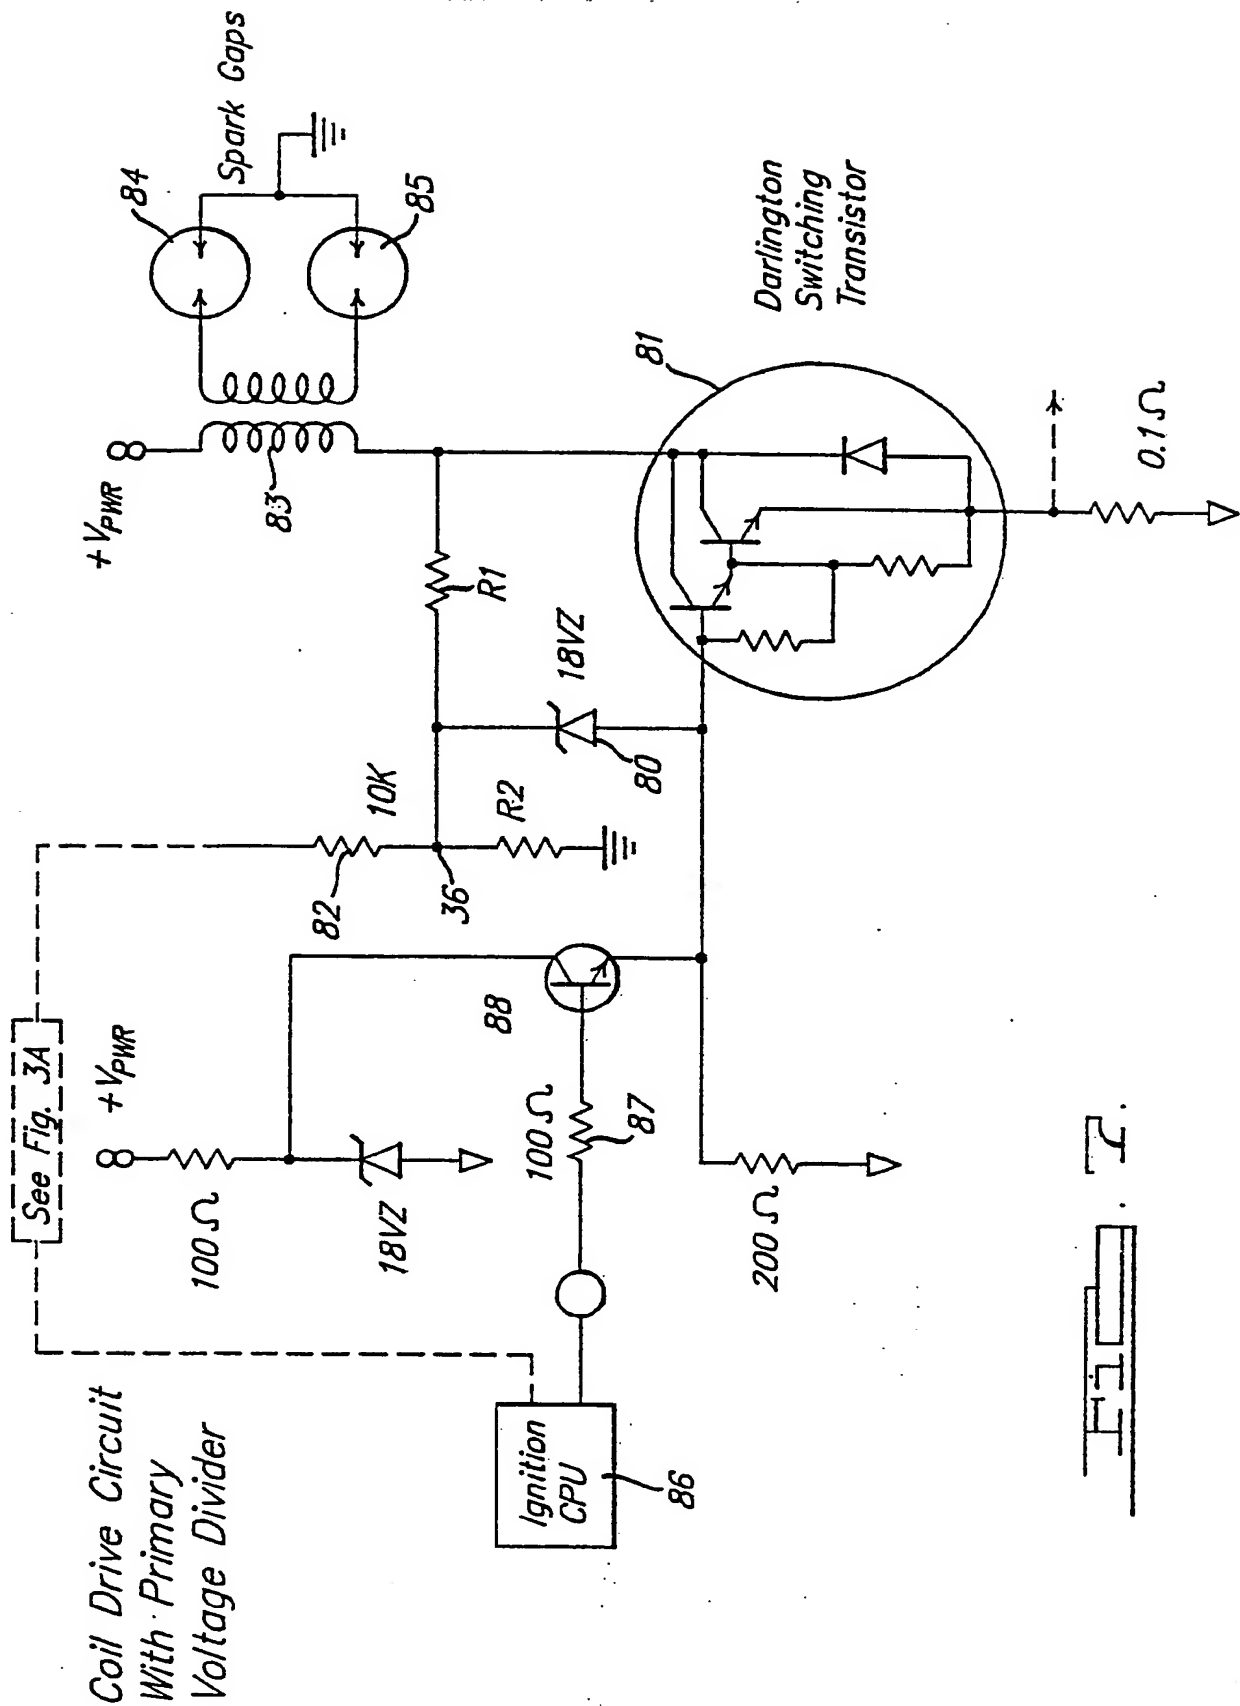 Coil Drive Circuit
With Primary
Voltage Divider
See Fig. 3A
+VPWR
100Ω
18VZ
Ignition
CPU
86
100Ω
87
88
200Ω
82
10K
36
R2
80
18VZ
R1
+VPWR
83
84
85
Spark Gaps
81
Darlington
Switching
Transistor
0.1Ω
Fig. 5.